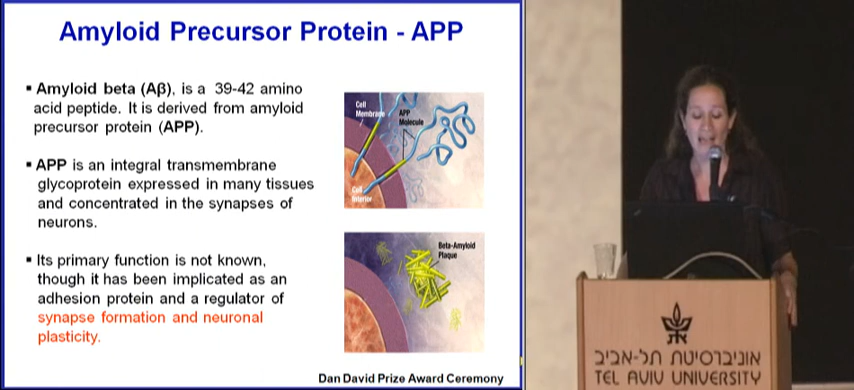 Amyloid Precursor Protein - APP
▪ Amyloid beta (Aβ), is a 39-42 amino
acid peptide. It is derived from amyloid
precursor protein (APP).
▪ APP is an integral transmembrane
glycoprotein expressed in many tissues
and concentrated in the synapses of
neurons.
▪ Its primary function is not known,
though it has been implicated as an
adhesion protein and a regulator of
synapse formation and neuronal
plasticity.
Cell
Membrane
APP
Molecule
Cell
Interior
Beta-Amyloid
Plaque
Dan David Prize Award Ceremony
אוניברסיטת תל-אביב
TEL AVIV UNIVERSITY